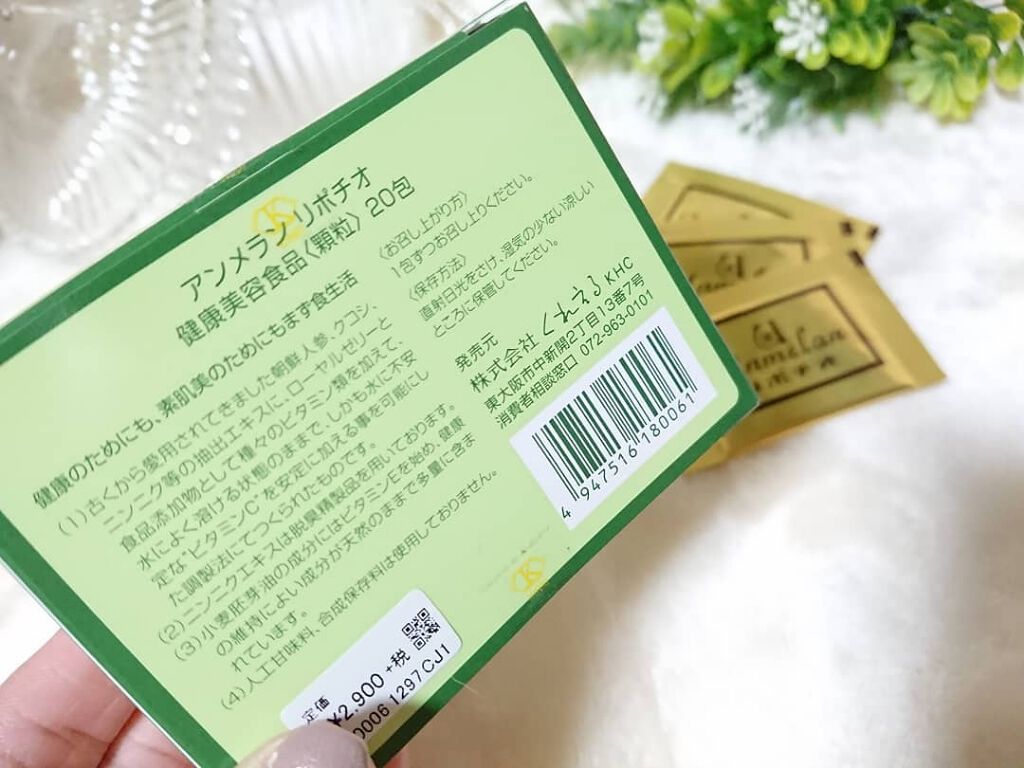 アンメラン リポチオ
健康美容食品〈顆粒〉20包
健康のためにも、素肌美のためにもまず食生活
(1)古くから愛用されてきました朝鮮人参、クコシ、
ニンニク等の抽出エキスにローヤルゼリーと
食品添加物として種々のビタミン類を加えて、
水によく溶ける状態のままで、しかも水に不安
定な"ビタミンC"を安定に加える事を可能にし
た調製法にてつくられたものです。
(2)ニンニクエキスは脱臭精製品を用いております。
(3)小麦胚芽油の成分にはビタミンEを始め、健康
の維持によい成分が天然のままで多量に含ま
れています。
(4)人工甘味料、合成保存料は使用しておりません。
〈お召し上がり方〉
1包ずつお召し上りください。
〈保存方法〉
直射日光をさけ、湿気の少ない涼しい
ところに保管してください。
発売元
株式会社 くれえる KHC
東大阪市中新開2丁目13番7号
消費者相談窓口 072-963-0101
4 947516 180061
定価
¥2,900+税
0006 1297CJ1